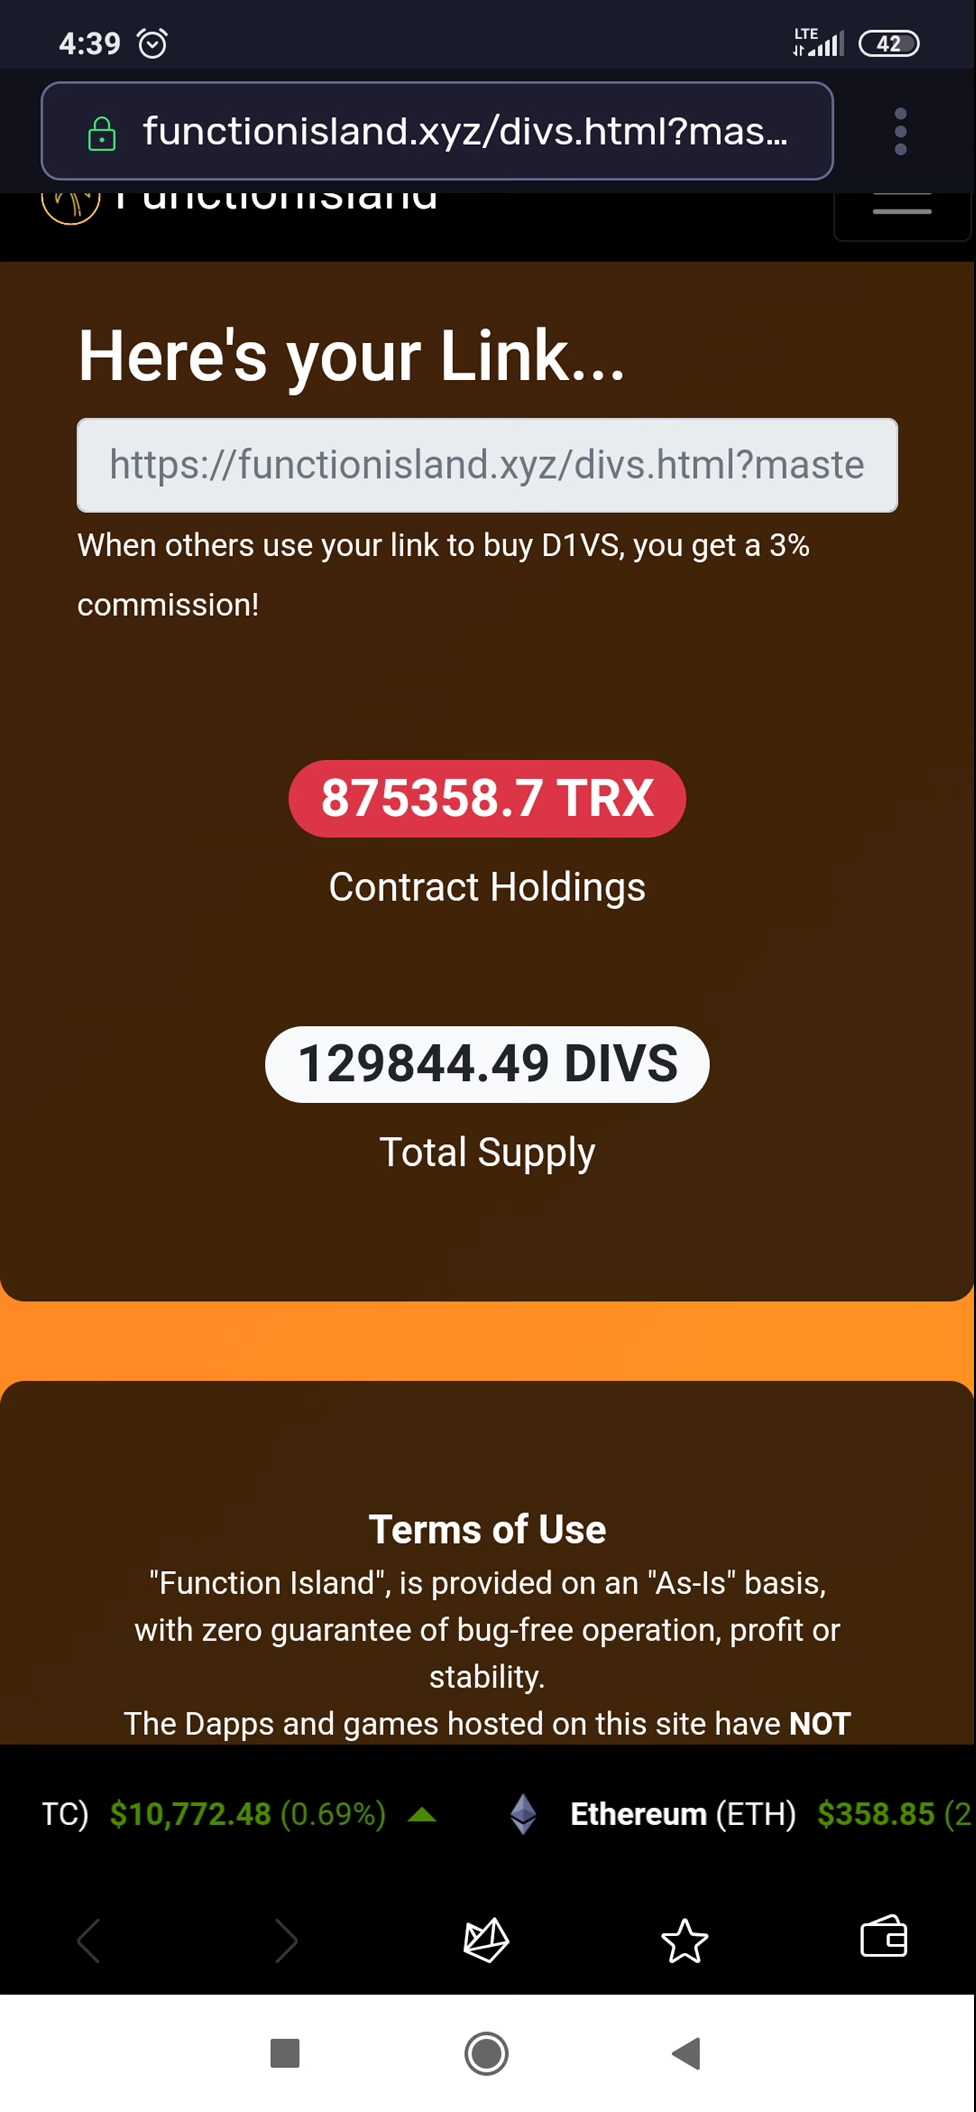 4:39
LTE
42
functionisland.xyz/divs.html?mas...
Functionisland
Here's your Link...
https://functionisland.xyz/divs.html?maste
When others use your link to buy D1VS, you get a 3%
commission!
875358.7 TRX
Contract Holdings
129844.49 DIVS
Total Supply
Terms of Use
"Function Island", is provided on an "As-Is" basis,
with zero guarantee of bug-free operation, profit or
stability.
The Dapps and games hosted on this site have NOT
TC) $10,772.48 (0.69%) Ethereum (ETH) $358.85 (2